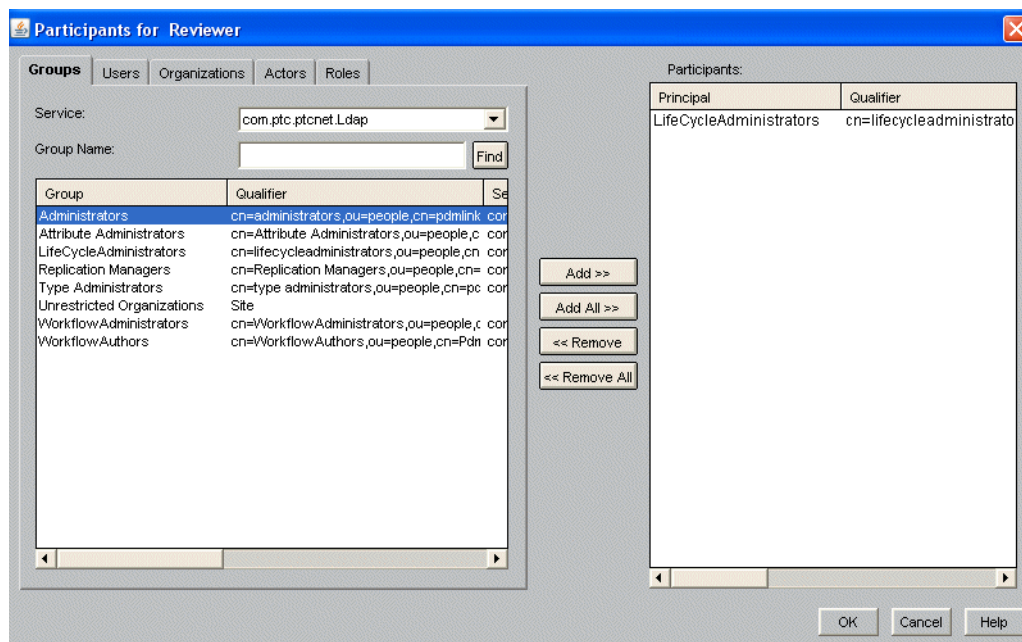 Participants for Reviewer
Groups Users Organizations Actors Roles
Service: com.ptc.ptcnet.Ldap
Group Name: Find
Group Qualifier Se
Administrators cn=administrators,ou=people,cn=pdmlink cor
Attribute Administrators cn=Attribute Administrators,ou=people,c cor
LifeCycleAdministrators cn=lifecycleadministrators,ou=people,cn cor
Replication Managers cn=Replication Managers,ou=people,cn= cor
Type Administrators cn=type administrators,ou=people,cn=pc cor
Unrestricted Organizations Site cor
WorkflowAdministrators cn=WorkflowAdministrators,ou=people,c cor
WorkflowAuthors cn=WorkflowAuthors,ou=people,cn=Pdn cor
Add >>
Add All >>
<< Remove
<< Remove All
Participants:
Principal Qualifier
LifeCycleAdministrators cn=lifecycleadministrato
OK Cancel Help